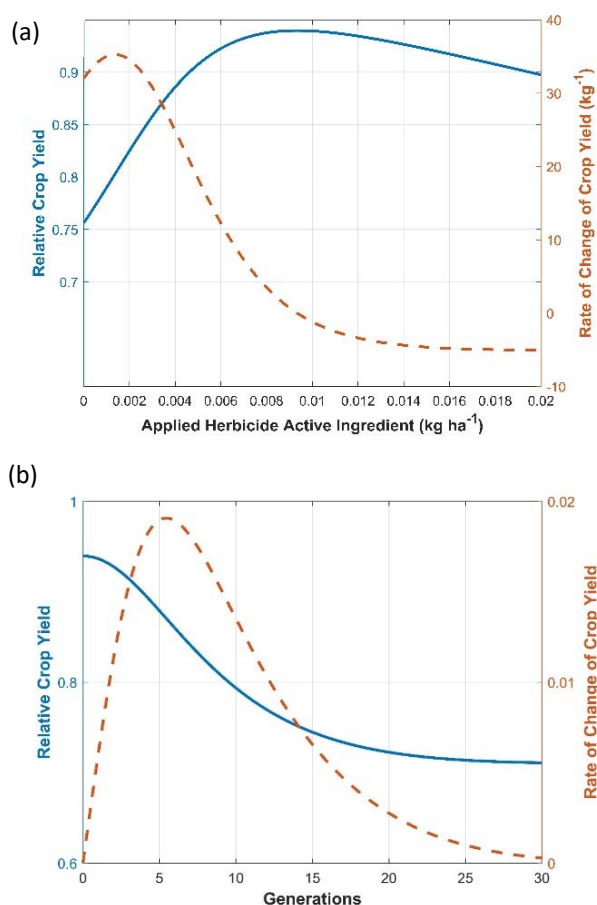 (a)
Relative Crop Yield
0.9
0.85
0.8
0.75
0.7
40
30
20
10
0
-10
Rate of Change of Crop Yield (kg⁻¹)
0 0.002 0.004 0.006 0.008 0.01 0.012 0.014 0.016 0.018 0.02
Applied Herbicide Active Ingredient (kg ha⁻¹)
(b)
Relative Crop Yield
1
0.8
0.6
0.02
0.01
0
Rate of Change of Crop Yield
0 5 10 15 20 25 30
Generations